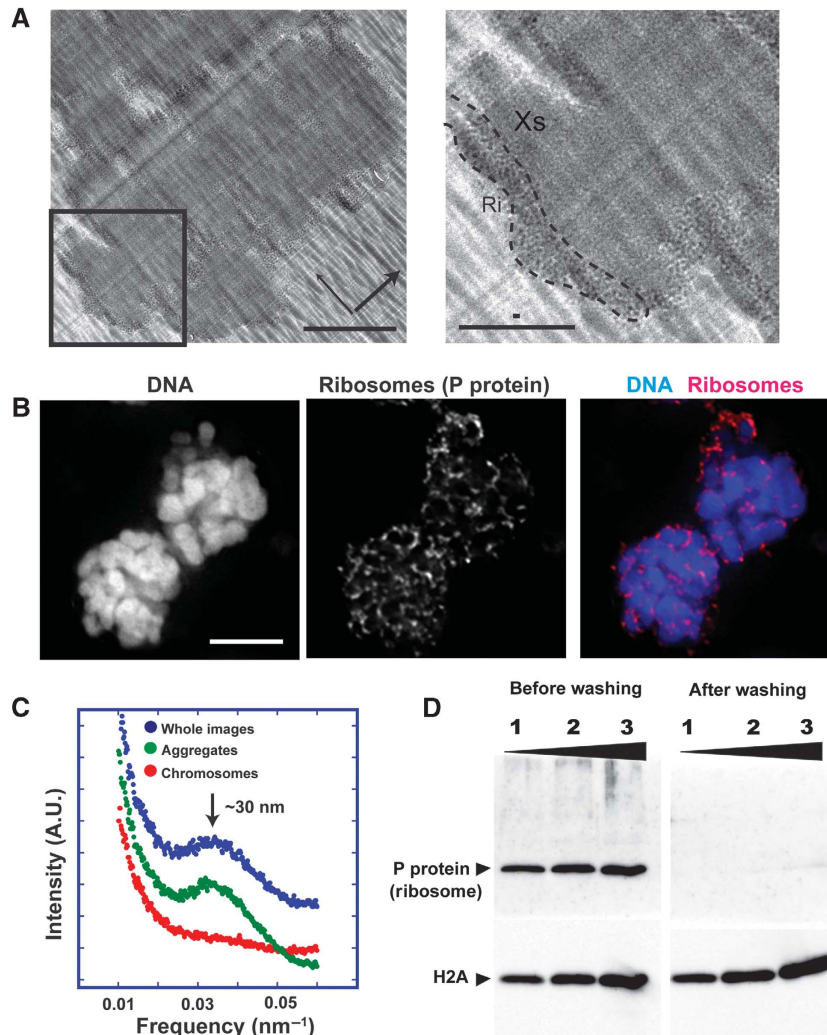 A
Xs
Ri
B
DNA
Ribosomes (P protein)
DNA Ribosomes
C
Whole images
Aggregates
Chromosomes
~30 nm
Intensity (A.U.)
0.01
0.03
0.05
Frequency (nm⁻¹)
D
Before washing
After washing
1 2 3
1 2 3
P protein
(ribosome)
H2A